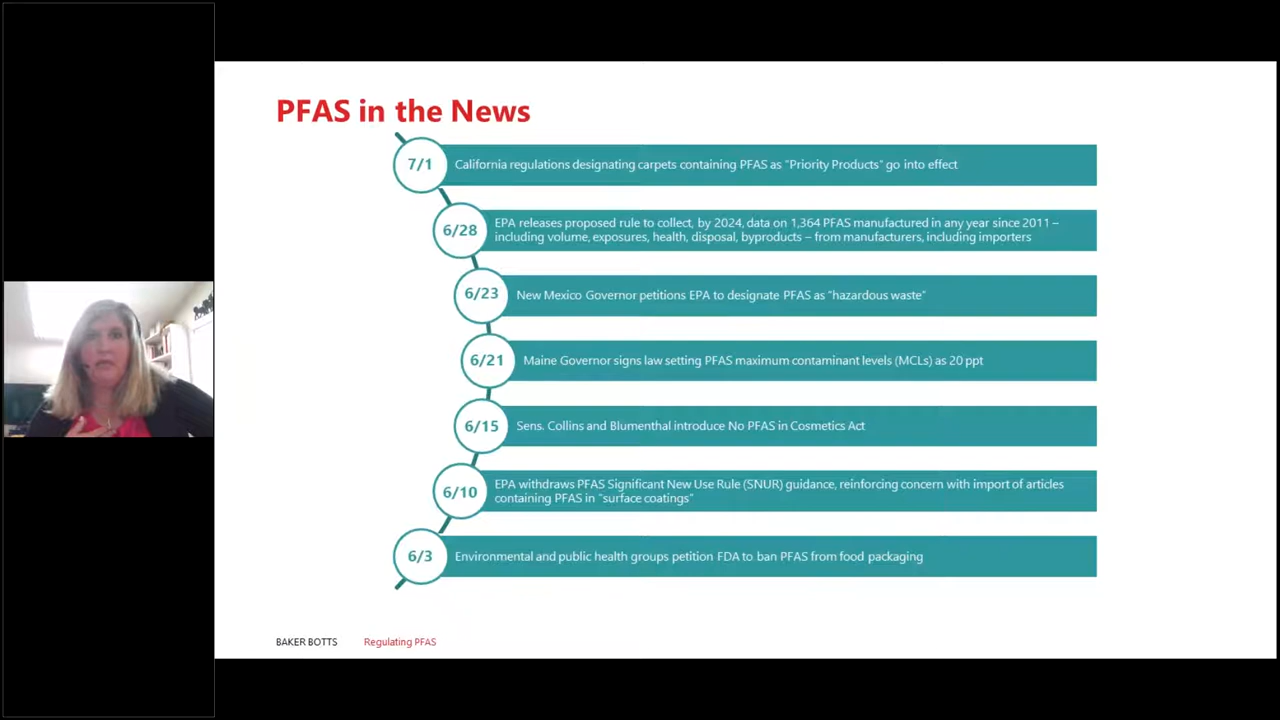 PFAS in the News
7/1
California regulations designating carpets containing PFAS as "Priority Products" go into effect
6/28
EPA releases proposed rule to collect, by 2024, data on 1,364 PFAS manufactured in any year since 2011 –
including volume, exposures, health, disposal, byproducts – from manufacturers, including importers
6/23
New Mexico Governor petitions EPA to designate PFAS as "hazardous waste"
6/21
Maine Governor signs law setting PFAS maximum contaminant levels (MCLs) as 20 ppt
6/15
Sens. Collins and Blumenthal introduce No PFAS in Cosmetics Act
6/10
EPA withdraws PFAS Significant New Use Rule (SNUR) guidance, reinforcing concern with import of articles
containing PFAS in "surface coatings"
6/3
Environmental and public health groups petition FDA to ban PFAS from food packaging
BAKER BOTTS Regulating PFAS